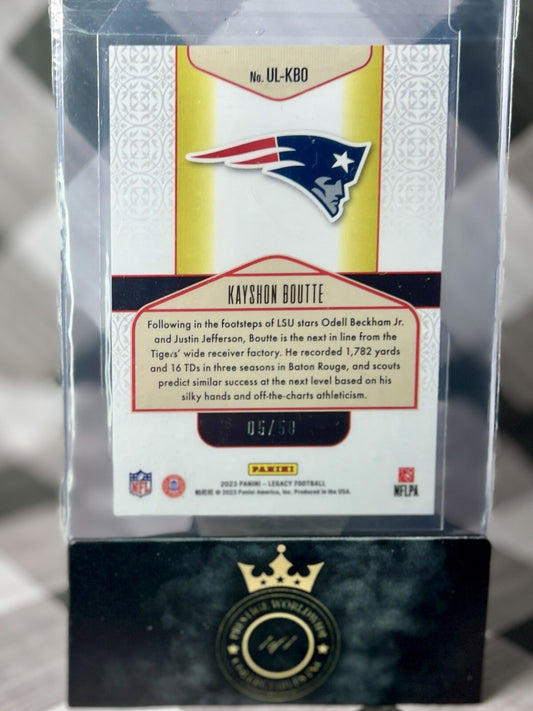 No. UL-KBO
KAYSHON BOUTTE
Following in the footsteps of LSU stars Odell Beckham Jr.
and Justin Jefferson, Boutte is the next in line from the
Tigers' wide receiver factory. He recorded 1,782 yards
and 16 TDs in three seasons in Baton Rouge, and scouts
predict similar success at the next level based on his
silky hands and off-the-charts athleticism.
05/50
PANINI
2023 PANINI – LEGACY FOOTBALL
© 2023 Panini America, Inc. Produced in the USA.
NFL
NFLPA
PRESTIGE WORLDWIDE
1of1